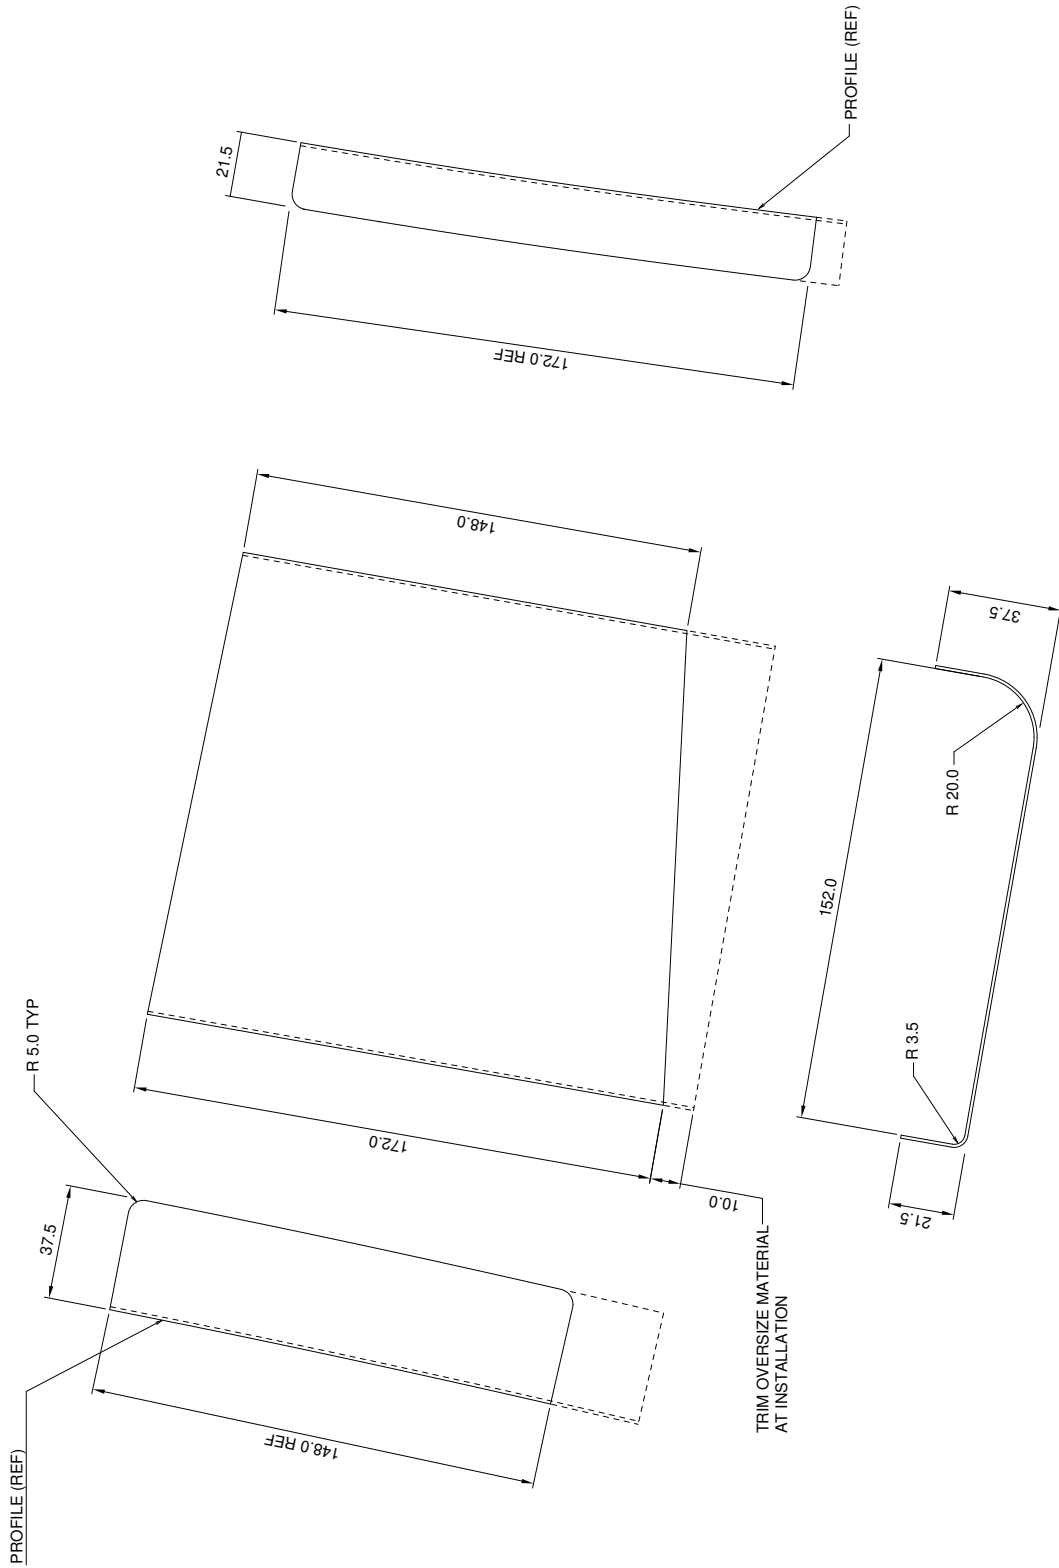 PROFILE (REF)
21.5
172.0 REF
148.0
37.5
R 20.0
152.0
R 3.5
21.5
R 5.0 TYP
172.0
10.0
TRIM OVERSIZE MATERIAL
AT INSTALLATION
37.5
148.0 REF
PROFILE (REF)